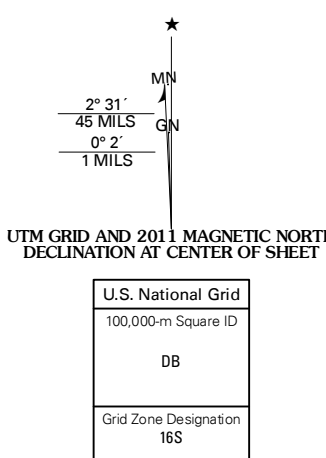 ★
MN
2° 31´
45 MILS
GN
0° 2´
1 MILS
UTM GRID AND 2011 MAGNETIC NORTH
DECLINATION AT CENTER OF SHEET
U.S. National Grid
100,000-m Square ID
DB
Grid Zone Designation
16S